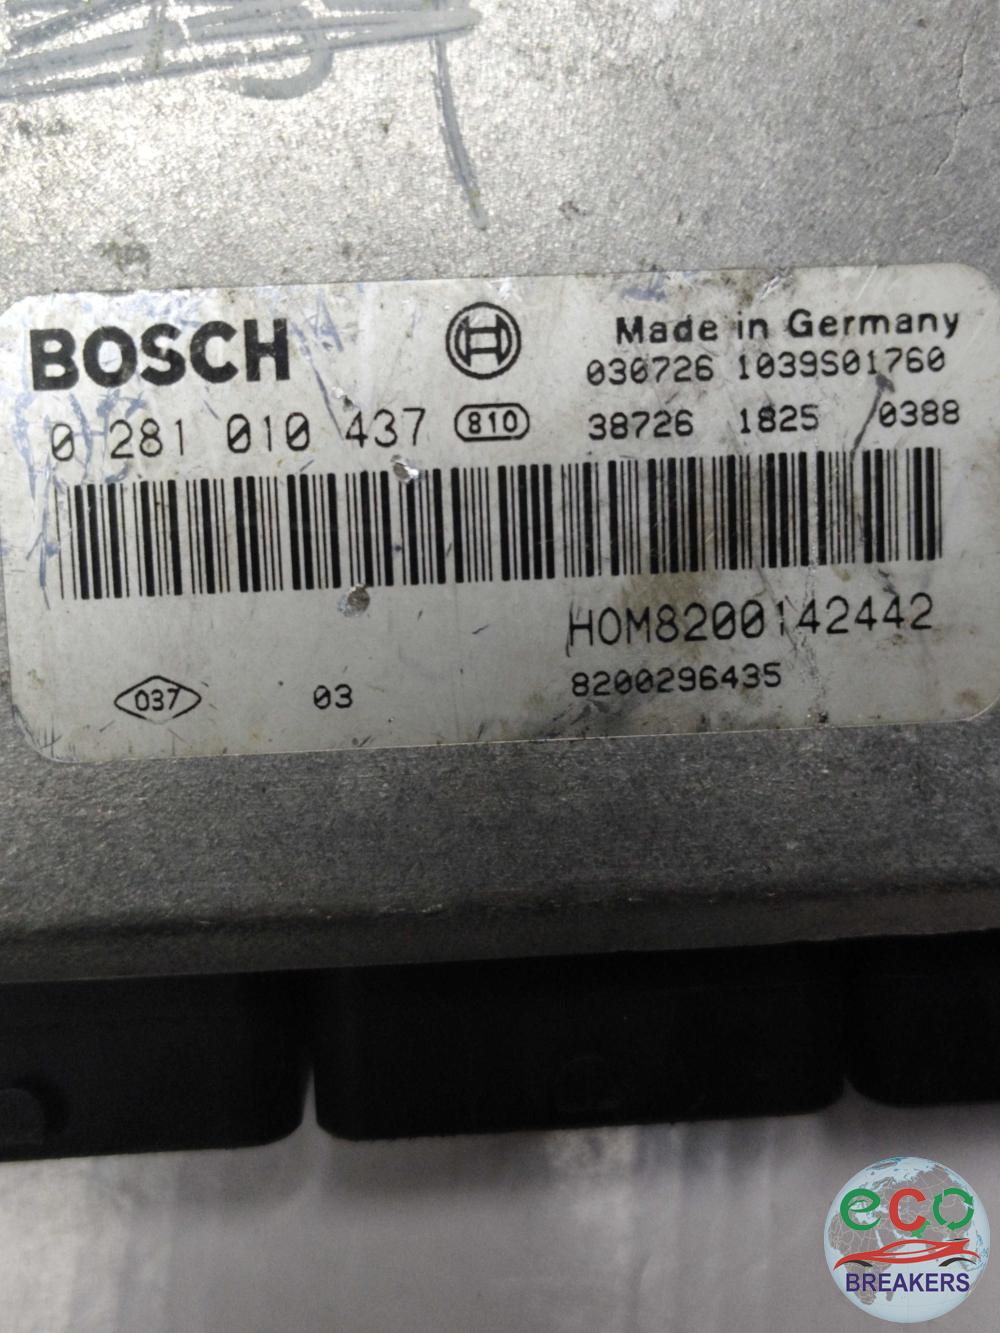 BOSCH
Made in Germany
030726 1039S01760
0 281 010 437 810 38726 1825 0388
HOM8200142442
037 03 8200296435
eco
BREAKERS